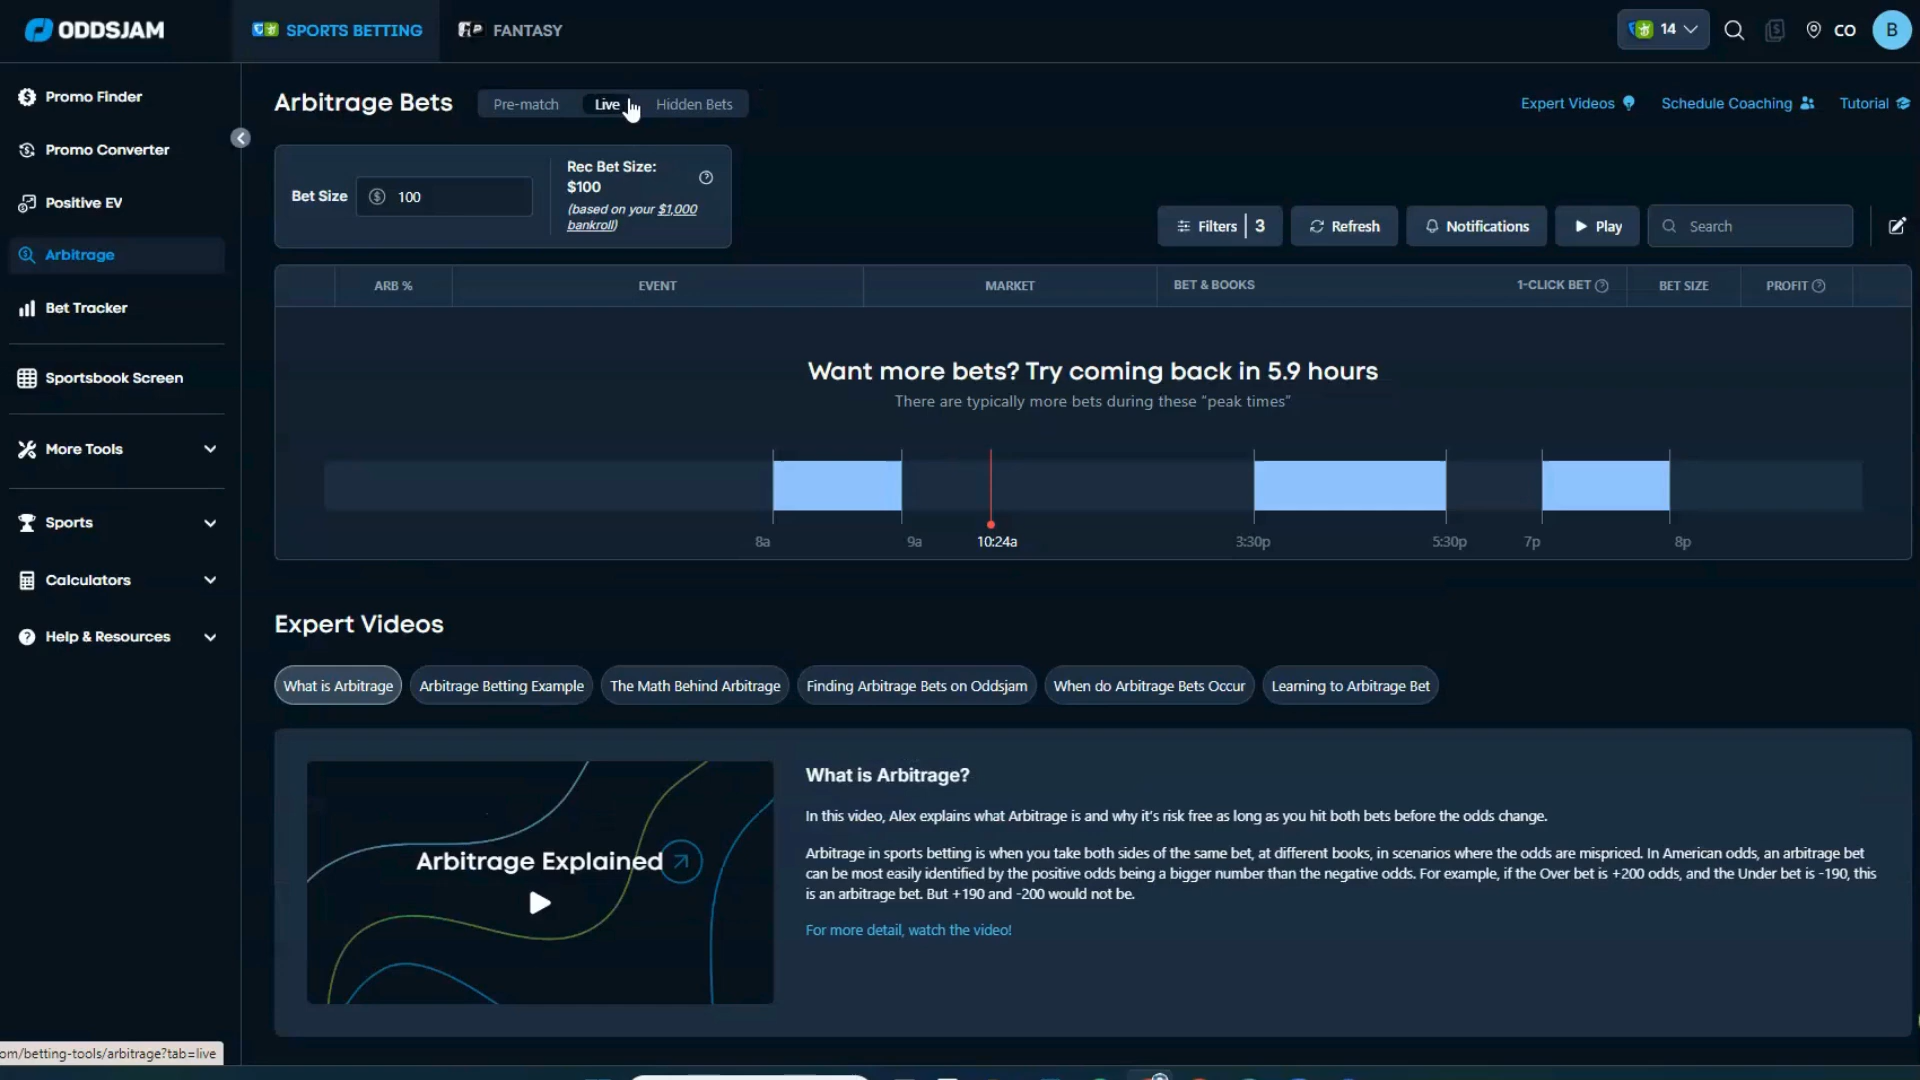 ODDSJAM
SPORTS BETTING
FANTASY
14
CO
B
Promo Finder
Promo Converter
Positive EV
Arbitrage
Bet Tracker
Sportsbook Screen
More Tools
Sports
Calculators
Help & Resources
Arbitrage Bets
Pre-match
Live
Hidden Bets
Expert Videos
Schedule Coaching
Tutorial
Bet Size
100
Rec Bet Size:
$100
(based on your $1,000
bankroll)
Filters 3
Refresh
Notifications
Play
Search
ARB %
EVENT
MARKET
BET & BOOKS
1-CLICK BET
BET SIZE
PROFIT
Want more bets? Try coming back in 5.9 hours
There are typically more bets during these "peak times"
8a
9a
10:24a
3:30p
5:30p
7p
8p
Expert Videos
What is Arbitrage
Arbitrage Betting Example
The Math Behind Arbitrage
Finding Arbitrage Bets on Oddsjam
When do Arbitrage Bets Occur
Learning to Arbitrage Bet
Arbitrage Explained
What is Arbitrage?
In this video, Alex explains what Arbitrage is and why it's risk free as long as you hit both bets before the odds change.
Arbitrage in sports betting is when you take both sides of the same bet, at different books, in scenarios where the odds are mispriced. In American odds, an arbitrage bet
can be most easily identified by the positive odds being a bigger number than the negative odds. For example, if the Over bet is +200 odds, and the Under bet is -190, this
is an arbitrage bet. But +190 and -200 would not be.
For more detail, watch the video!
om/betting-tools/arbitrage?tab=live